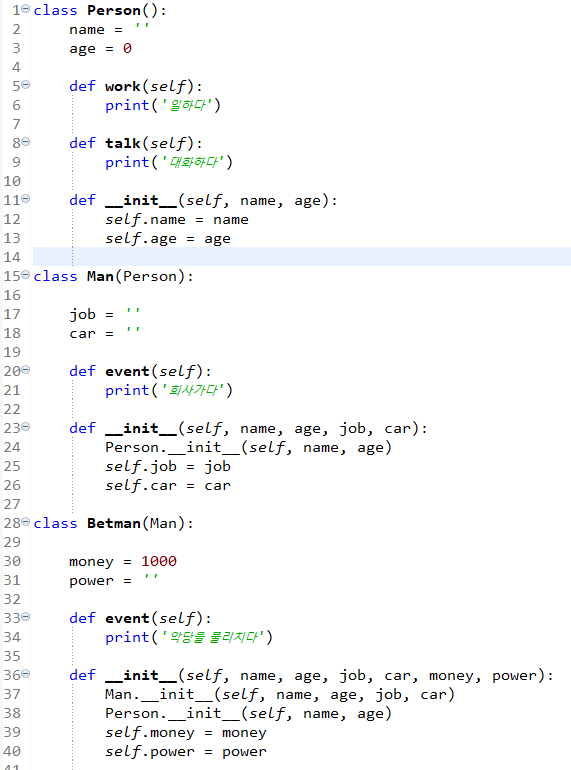 1 class Person():
2     name = ''
3     age = 0
4
5     def work(self):
6         print('일하다')
7
8     def talk(self):
9         print('대화하다')
10
11     def __init__(self, name, age):
12         self.name = name
13         self.age = age
14
15 class Man(Person):
16
17     job = ''
18     car = ''
19
20     def event(self):
21         print('회사가다')
22
23     def __init__(self, name, age, job, car):
24         Person.__init__(self, name, age)
25         self.job = job
26         self.car = car
27
28 class Betman(Man):
29
30     money = 1000
31     power = ''
32
33     def event(self):
34         print('악당을 물리치다')
35
36     def __init__(self, name, age, job, car, money, power):
37         Man.__init__(self, name, age, job, car)
38         Person.__init__(self, name, age)
39         self.money = money
40         self.power = power
41